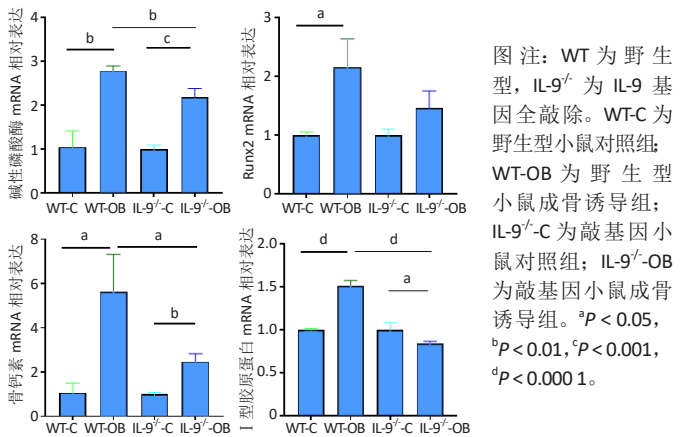 碱性磷酸酶 mRNA 相对表达
4
3
2
1
0
b
b
c
WT-C WT-OB IL-9-/--C IL-9-/--OB
Runx2 mRNA 相对表达
3
2
1
0
a
WT-C WT-OB IL-9-/--C IL-9-/--OB
骨钙素 mRNA 相对表达
8
6
4
2
0
a
a
b
WT-C WT-OB IL-9-/--C IL-9-/--OB
Ⅰ型胶原蛋白 mRNA 相对表达
2.0
1.5
1.0
0.5
0
d
d
a
WT-C WT-OB IL-9-/--C IL-9-/--OB
图注：WT 为野生
型，IL-9-/- 为 IL-9 基
因全敲除。WT-C 为
野生型小鼠对照组；
WT-OB 为野生型
小鼠成骨诱导组；
IL-9-/--C 为敲基因小
鼠对照组；IL-9-/--OB
为敲基因小鼠成骨
诱导组。aP < 0.05，
bP < 0.01，cP < 0.001，
dP < 0.000 1。